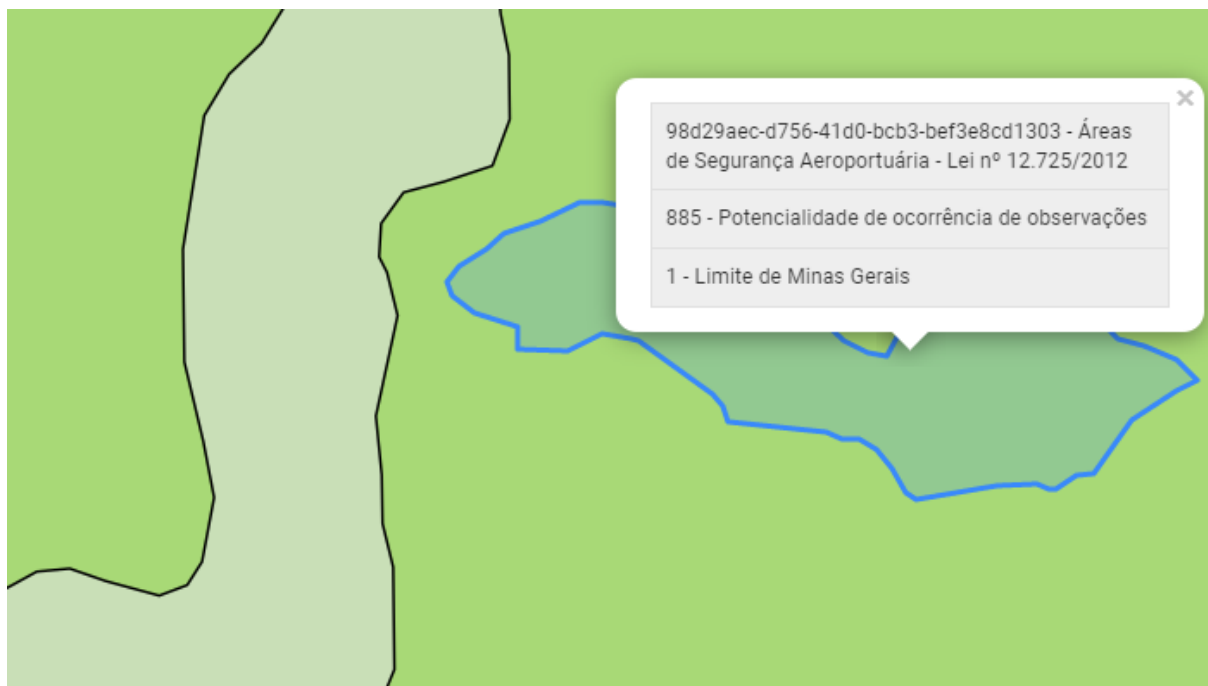 98d29aec-d756-41d0-bcb3-bef3e8cd1303 - Áreas
de Segurança Aeroportuária - Lei nº 12.725/2012
885 - Potencialidade de ocorrência de observações
1 - Limite de Minas Gerais